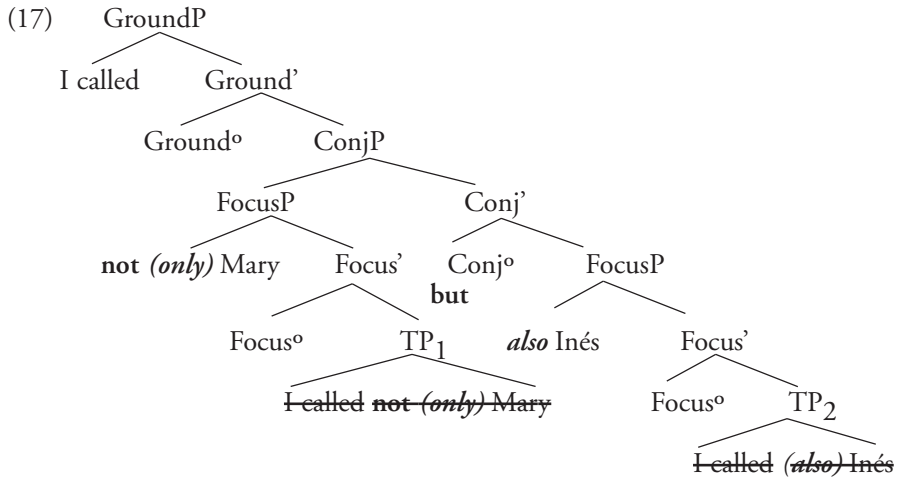 (17) GroundP
I called Ground’
Groundº ConjP
FocusP Conj’
not (only) Mary Focus’ Conjº FocusP
but
Focusº TP1 also Inés Focus’
I called not (only) Mary Focusº TP2
I called (also) Inés